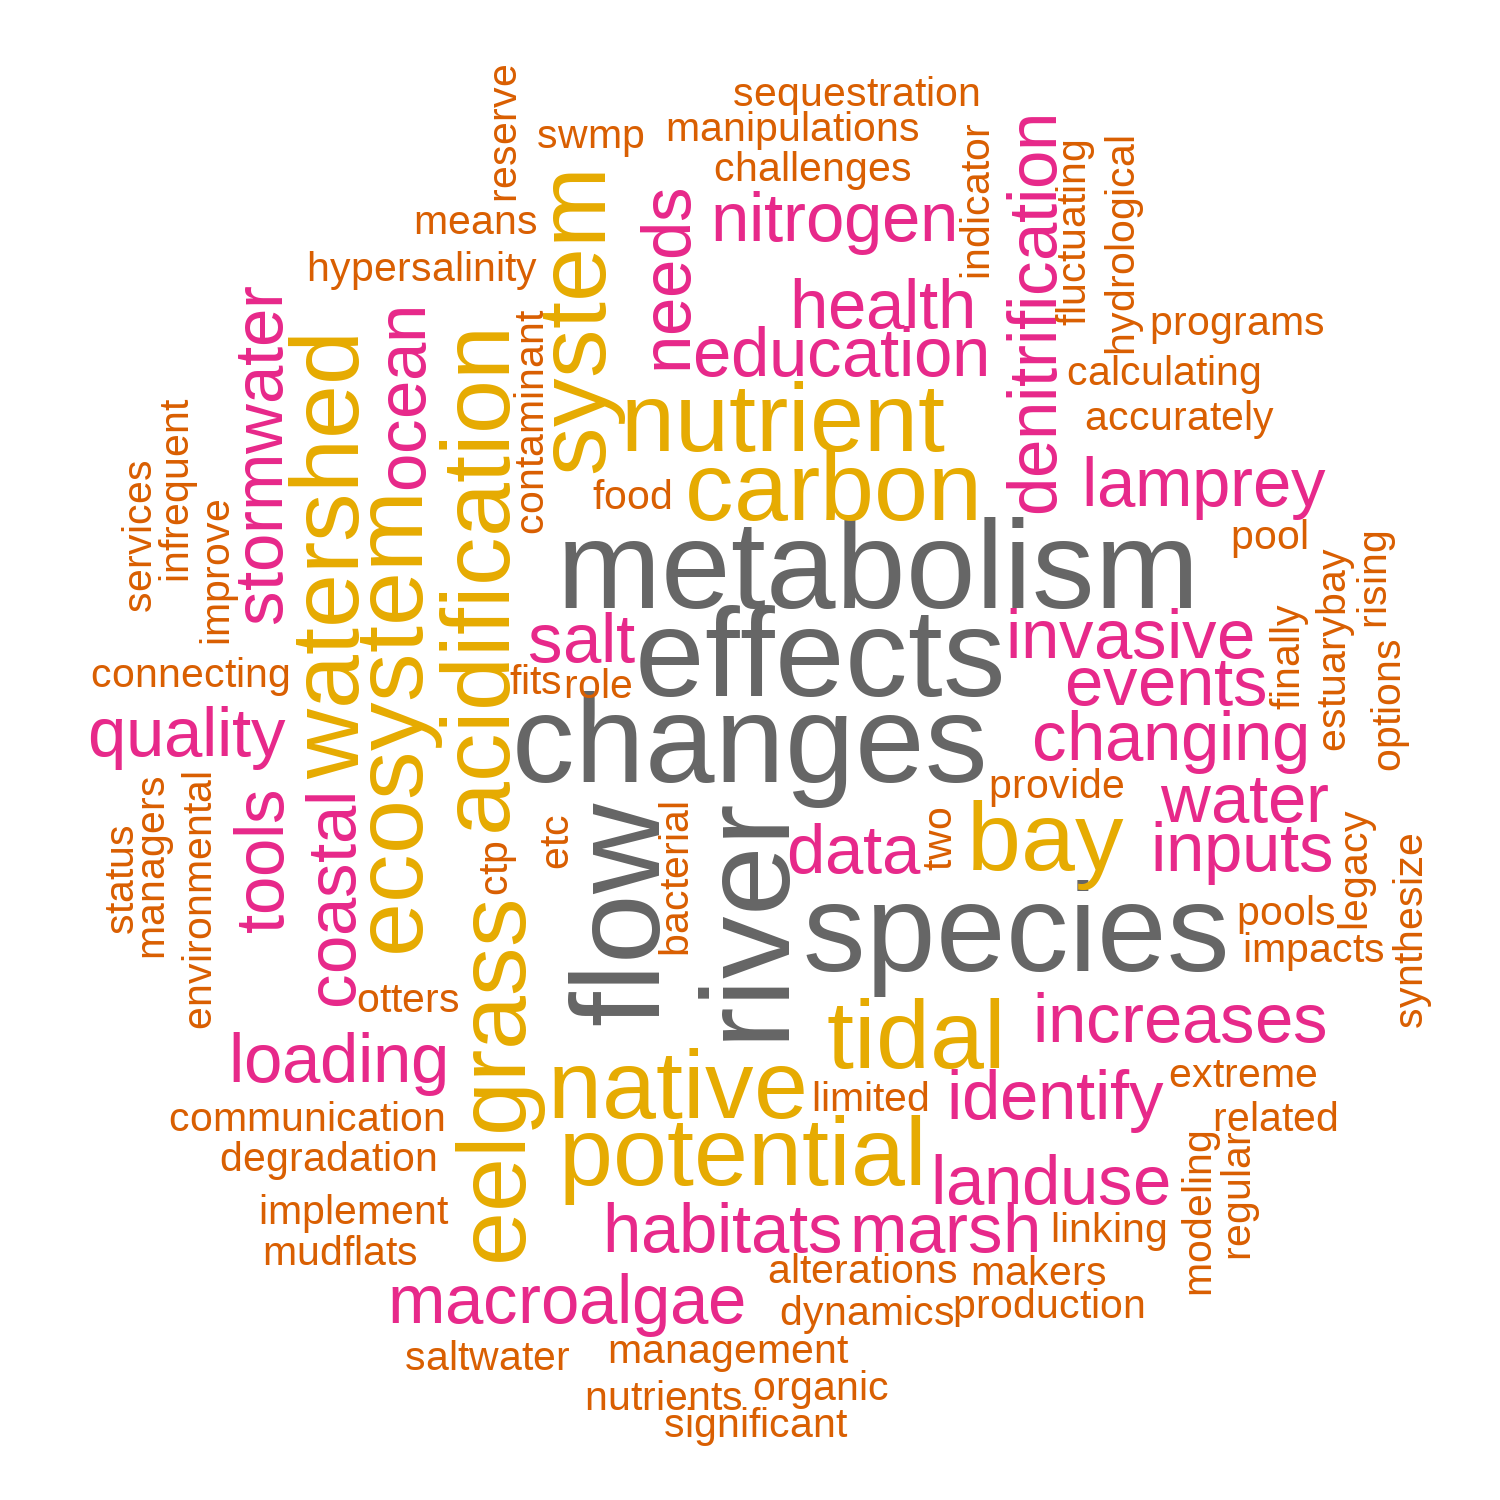 sequestration
reserve
swmp
manipulations
indicator
denitrification
fluctuating
hydrological
challenges
system
needs
nitrogen
means
hypersalinity
health
programs
stormwater
ocean
contaminant
education
watershed
acidification
calculating
nutrient
accurately
infrequent
services
carbon
lamprey
food
improve
ecosystem
metabolism
pool
rising
estuarybay
salt
effects
invasive
finally
options
connecting
fits
role
events
quality
changes
changing
managers
environmental
status
tools
coastal
provide
water
etc
ctp
flow
bacterial
river
data
two
bay
inputs
legacy
synthesize
eelgrass
species
pools
impacts
otters
tidal
increases
loading
native
limited
identify
extreme
communication
related
degradation
potential
modeling
regular
landuse
implement
habitats
marsh
linking
mudflats
alterations
makers
macroalgae
dynamics
production
saltwater
management
nutrients
organic
significant